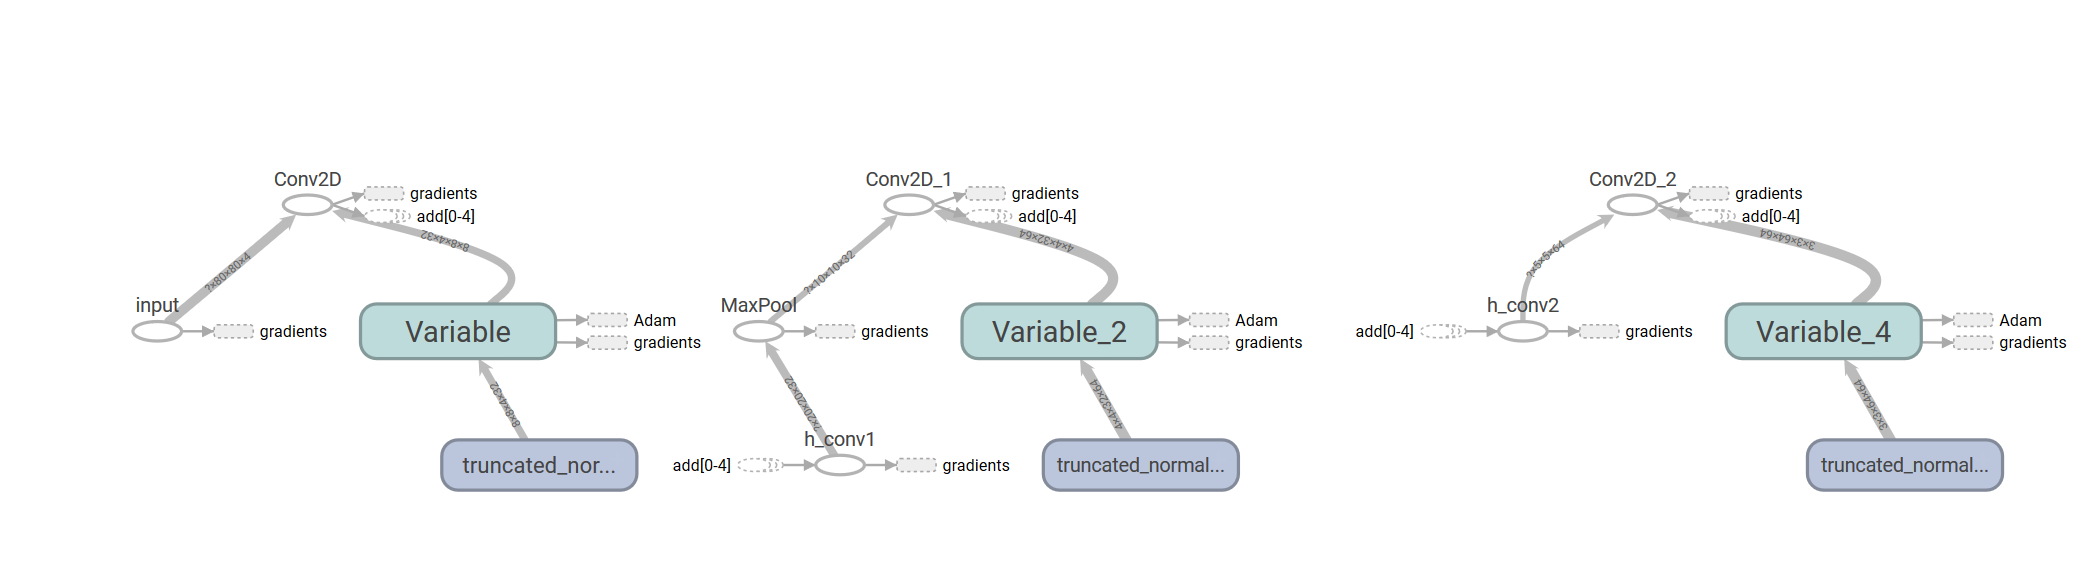 Conv2D
gradients
add[0-4]
?×80×80×4
8×8×4×32
input
gradients
Variable
Adam
gradients
8×8×4×32
truncated_nor...
Conv2D_1
gradients
add[0-4]
?×10×10×32
4×4×32×64
MaxPool
gradients
Variable_2
Adam
gradients
?×20×20×32
4×4×32×64
h_conv1
add[0-4]
gradients
truncated_normal...
Conv2D_2
gradients
add[0-4]
?×5×5×64
3×3×64×64
h_conv2
add[0-4]
gradients
Variable_4
Adam
gradients
3×3×64×64
truncated_normal...